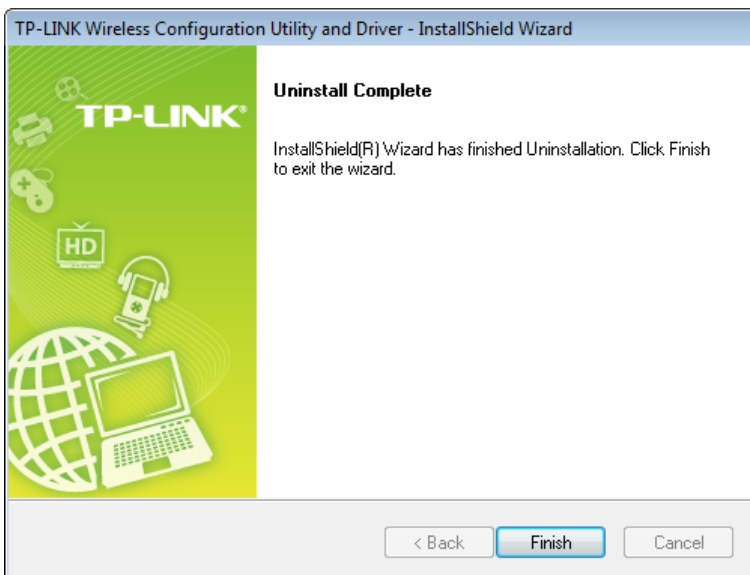 TP-LINK Wireless Configuration Utility and Driver - InstallShield Wizard
TP-LINK®
HD
Uninstall Complete
InstallShield(R) Wizard has finished Uninstallation. Click Finish
to exit the wizard.
< Back Finish Cancel